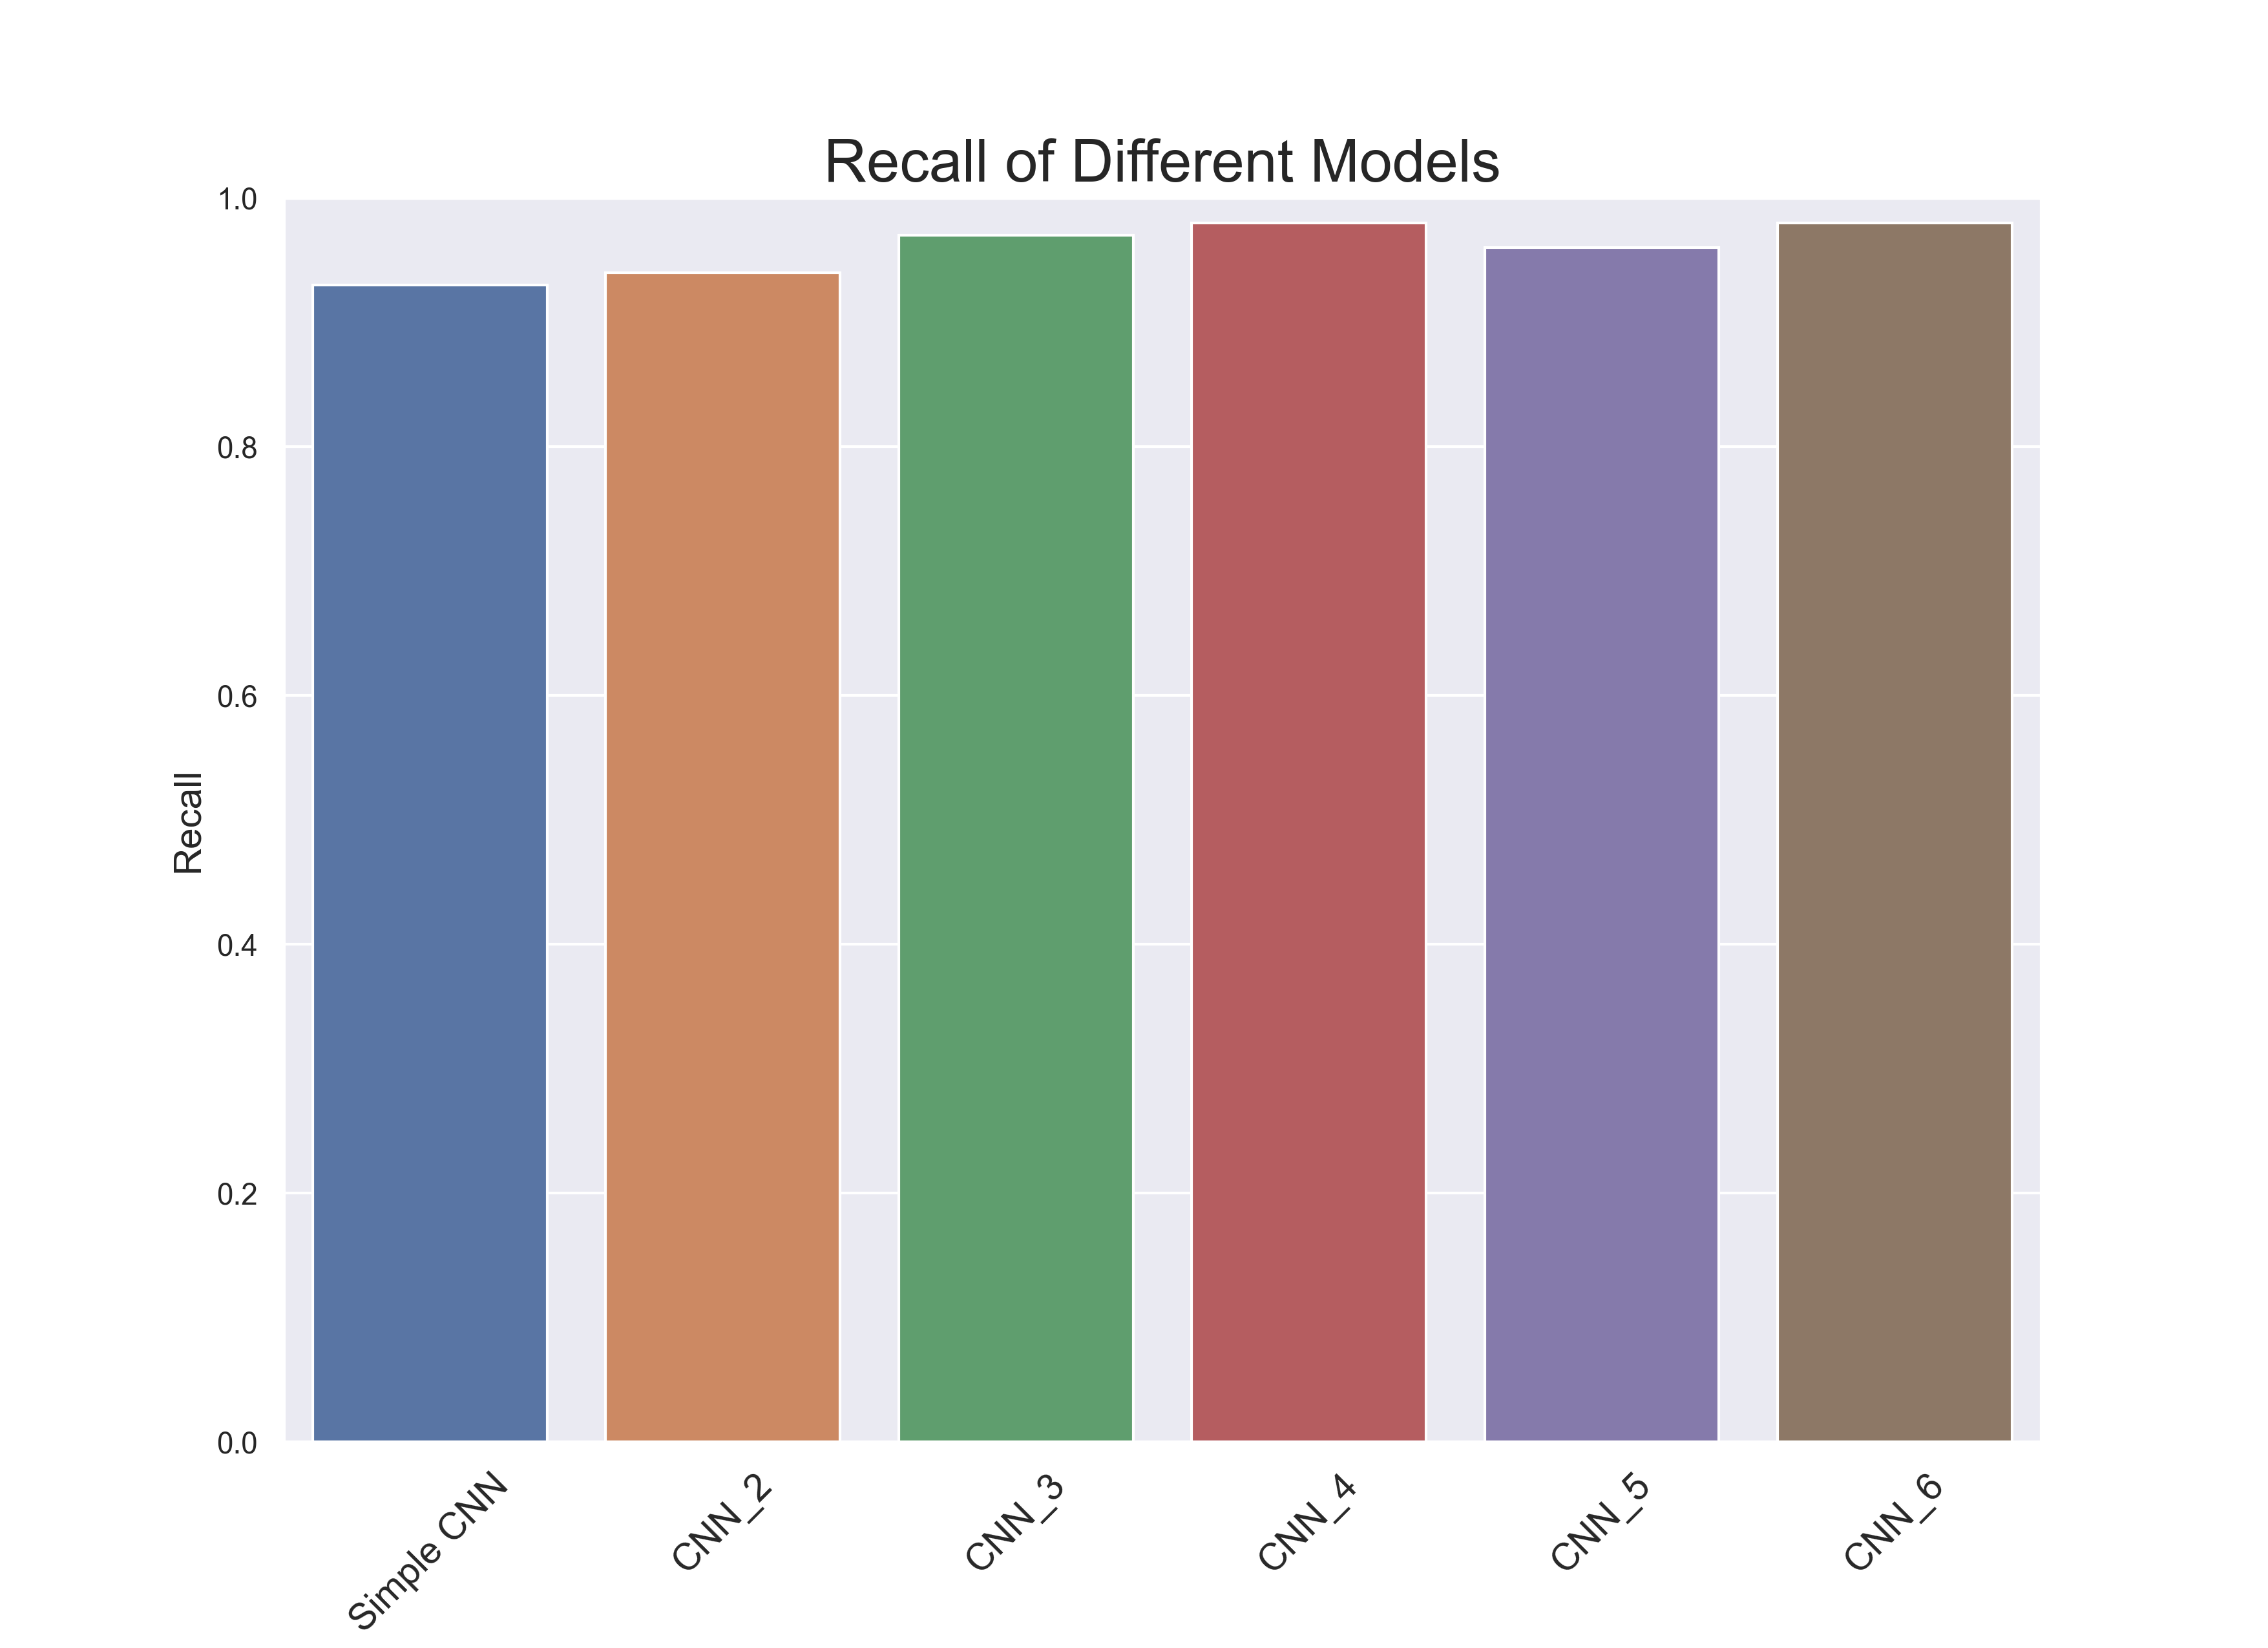 Recall of Different Models
1.0
0.8
0.6
0.4
0.2
0.0
Recall
Simple CNN
CNN_2
CNN_3
CNN_4
CNN_5
CNN_6